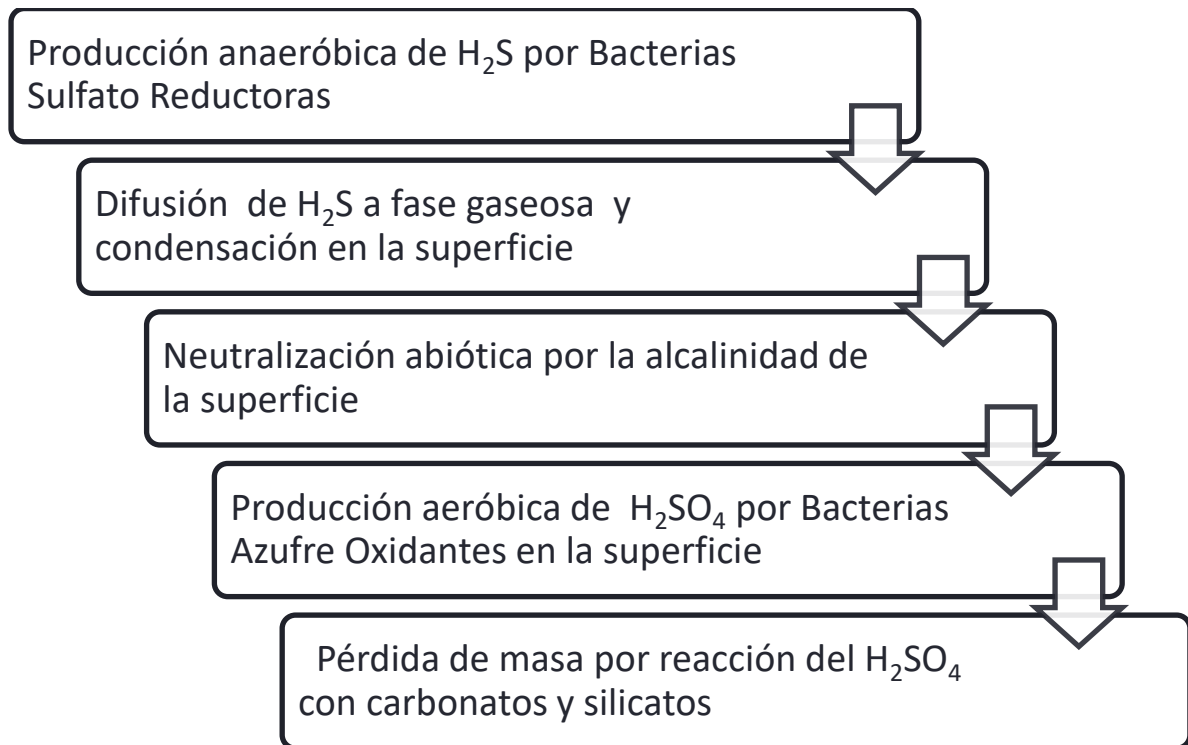 Producción anaeróbica de H₂S por Bacterias
Sulfato Reductoras
Difusión de H₂S a fase gaseosa y
condensación en la superficie
Neutralización abiótica por la alcalinidad de
la superficie
Producción aeróbica de H₂SO₄ por Bacterias
Azufre Oxidantes en la superficie
Pérdida de masa por reacción del H₂SO₄
con carbonatos y silicatos